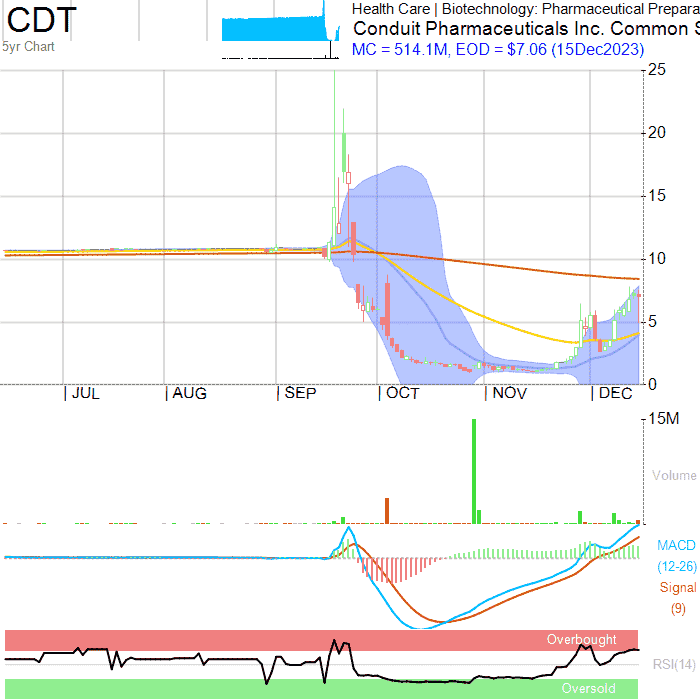 CDT
5yr Chart
Health Care | Biotechnology: Pharmaceutical Prepara
Conduit Pharmaceuticals Inc. Common S
MC = 514.1M, EOD = $7.06 (15Dec2023)
25
20
15
10
5
0
| JUL | AUG | SEP | OCT | NOV | DEC
15M
Volume
MACD
(12-26)
Signal
(9)
Overbought
RSI(14)
Oversold